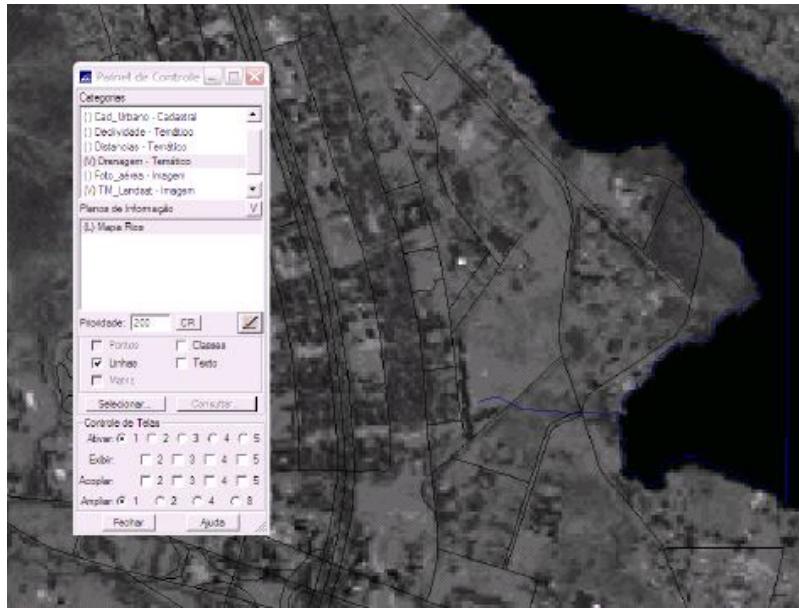 Painel de Controle
Categorias
( ) Cad_Urbano - Cadastral
( ) Declividade - Temático
( ) Distancias - Temático
(V) Drenagem - Temático
( ) Foto_aérea - Imagem
(V) TM_Landsat - Imagem
Planos de Informação V
(L) Mapa Rios
Prioridade: 200 CR
Pontos Classes
Linhas Texto
Matriz
Selecionar... Consultar...
Controle de Telas
Ativar: 1 2 3 4 5
Exibir: 2 3 4 5
Acoplar: 2 3 4 5
Ampliar: 1 2 4 8
Fechar Ajuda